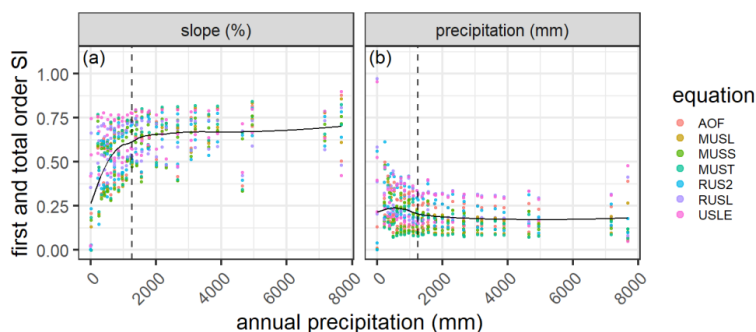 slope (%)
precipitation (mm)
(a)
(b)
first and total order SI
1.00
0.75
0.50
0.25
0.00
0
2000
4000
6000
8000
0
2000
4000
6000
8000
annual precipitation (mm)
equation
AOF
MUSL
MUSS
MUST
RUS2
RUSL
USLE